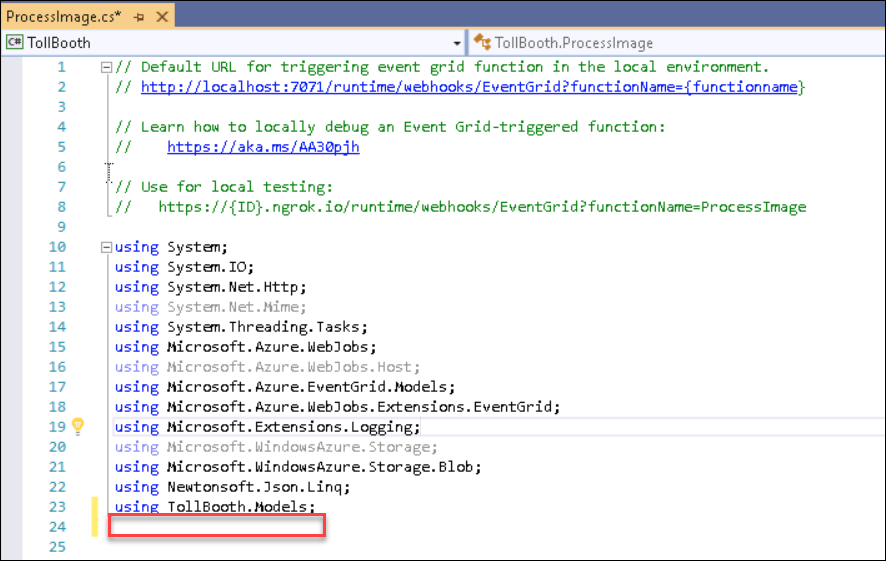 ProcessImage.cs*
C# TollBooth
TollBooth.ProcessImage
1 // Default URL for triggering event grid function in the local environment.
2 // http://localhost:7071/runtime/webhooks/EventGrid?functionName={functionname}
3
4 // Learn how to locally debug an Event Grid-triggered function:
5 //    https://aka.ms/AA30pjh
6
7 // Use for local testing:
8 //   https://{ID}.ngrok.io/runtime/webhooks/EventGrid?functionName=ProcessImage
9
10 using System;
11 using System.IO;
12 using System.Net.Http;
13 using System.Net.Mime;
14 using System.Threading.Tasks;
15 using Microsoft.Azure.WebJobs;
16 using Microsoft.Azure.WebJobs.Host;
17 using Microsoft.Azure.EventGrid.Models;
18 using Microsoft.Azure.WebJobs.Extensions.EventGrid;
19 using Microsoft.Extensions.Logging;
20 using Microsoft.WindowsAzure.Storage;
21 using Microsoft.WindowsAzure.Storage.Blob;
22 using Newtonsoft.Json.Linq;
23 using TollBooth.Models;
24
25